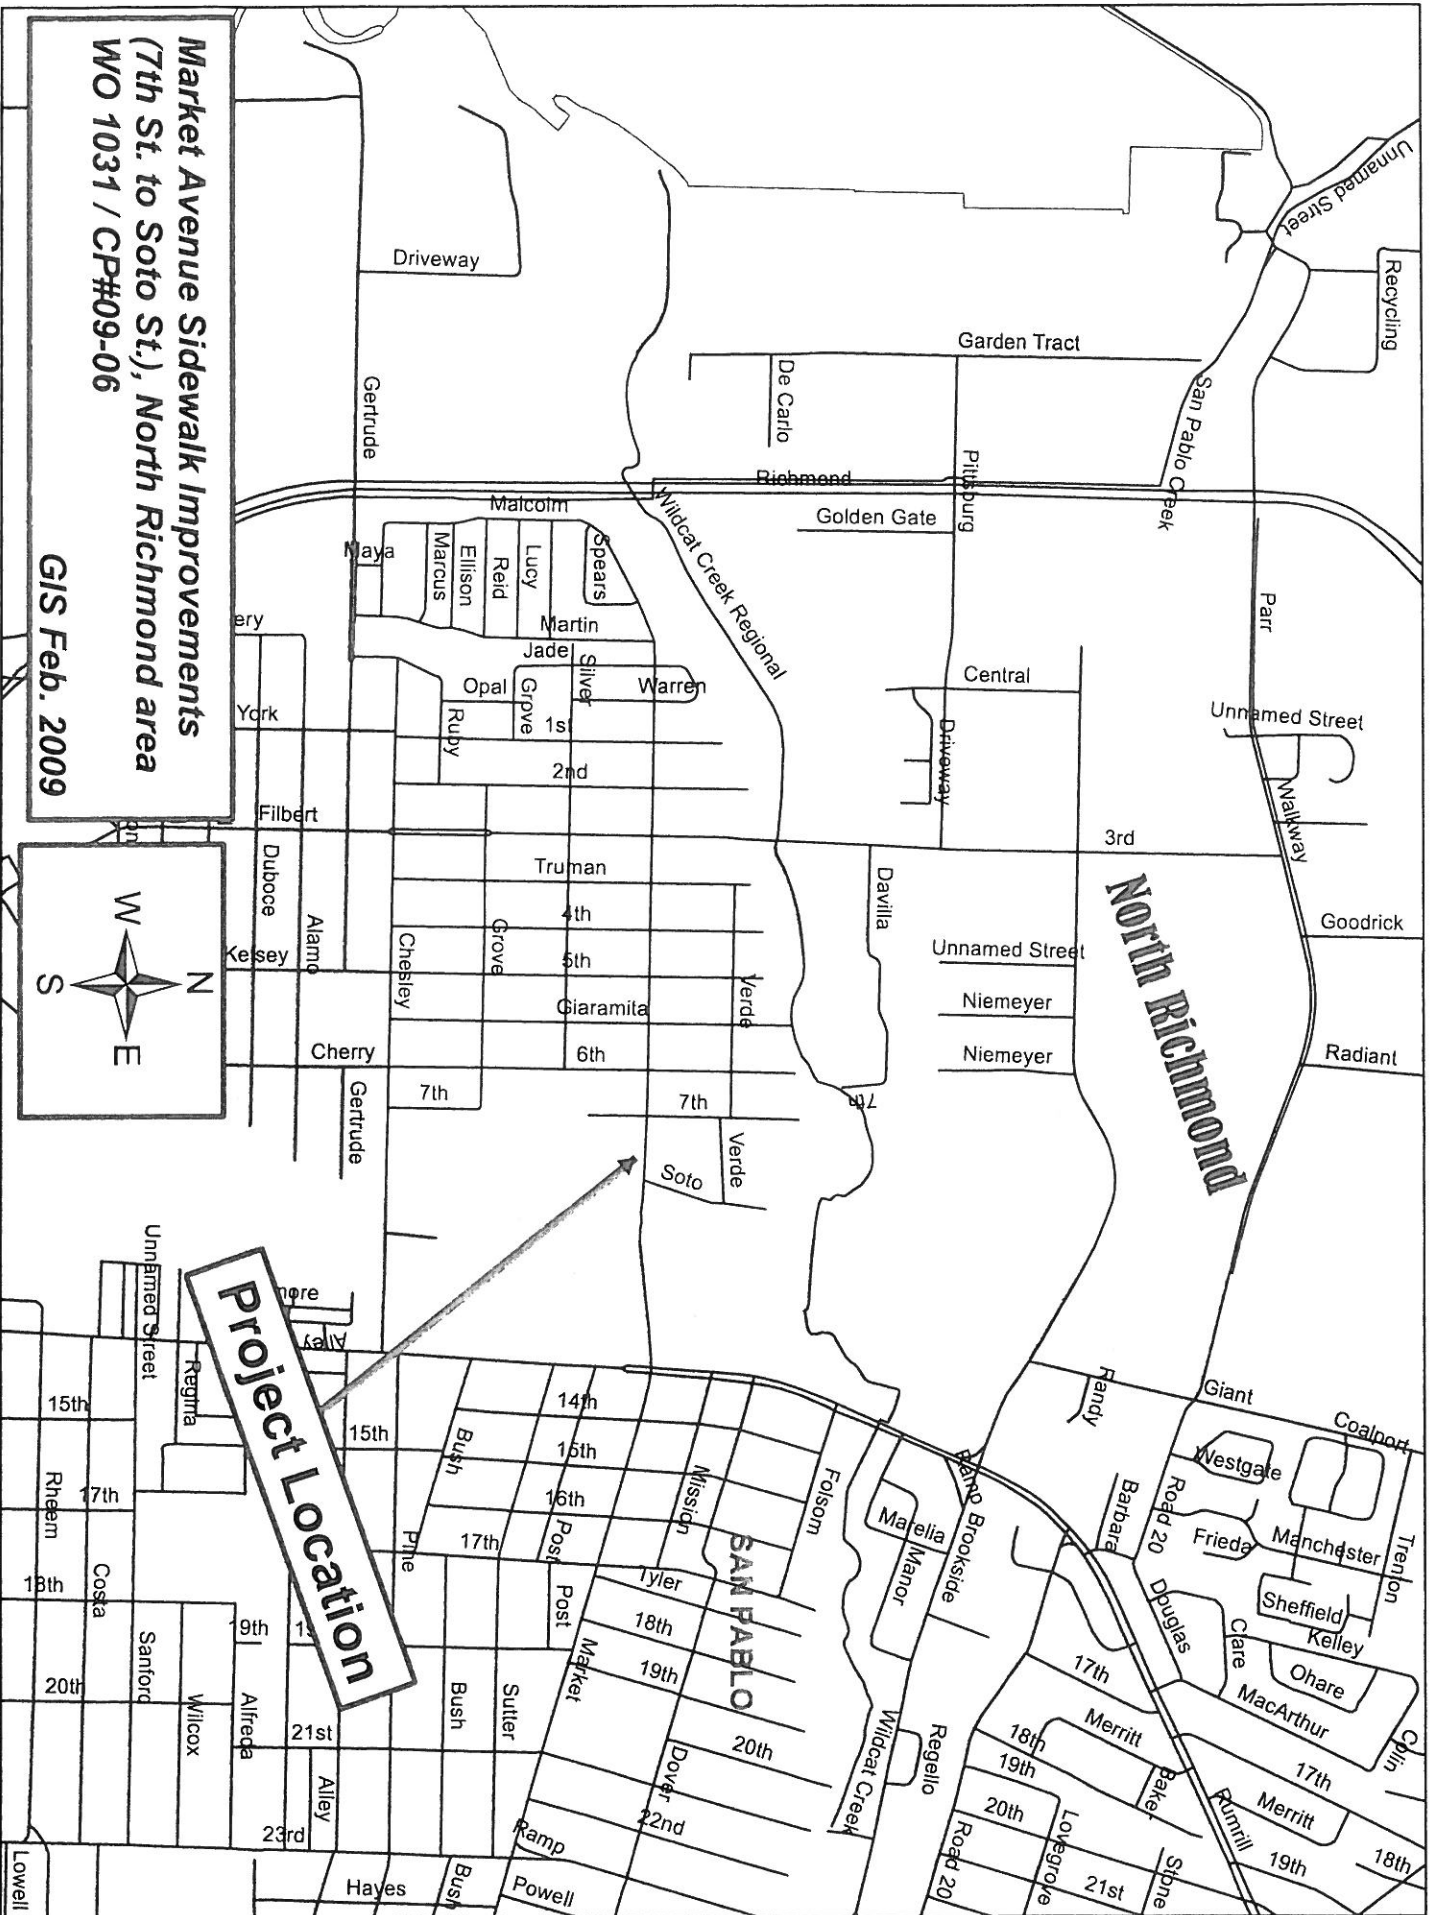 Market Avenue Sidewalk Improvements
(7th St. to Soto St.), North Richmond area
WO 1031 / CP#09-06
GIS Feb. 2009
N
W
E
S
Project Location
North Richmond
SAN PABLO
Unnamed Street
Recycling
Driveway
Garden Tract
De Carlo
San Pablo Creek
Gertrude
Richmond
Pittsburg
Malcolm
Golden Gate
Wildcat Creek Regional
Maya
Marcus
Ellison
Reid
Lucy
Spears
Martin
Parr
Jade
Silver
Opal
Grove
Warren
Central
ery
York
Ruby
1st
Unnamed Street
2nd
Driveway
Walkway
Filbert
on
3rd
Truman
Duboce
Davilla
4th
Alamo
Goodrick
Kelsey
Chesley
Grove
5th
Unnamed Street
Verde
Giaramita
Niemeyer
Cherry
6th
Niemeyer
Radiant
Gertrude
7th
7th
7th
Verde
Soto
Unnamed Street
more
Alley
Regina
15th
15th
Bush
14th
15th
Mission
Folsom
Randy
Giant
Coalport
Westgate
Rheem
17th
16th
Pine
17th
Post
Ramp
Marelia
Manor
Brookside
Barbara
Road 20
Frieda
Manchester
Trenton
18th
Costa
Post
Tyler
Douglas
Sheffield
Kelley
Sanford
19th
19
18th
Market
19th
Clare
Ohare
MacArthur
17th
20th
Wilcox
Alfreda
21st
Bush
Sutter
Dover
20th
Wildcat Creek
Regello
18th
Merritt
Colin
17th
19th
Baker
Merritt
Alley
23rd
22nd
20th
Lovegrove
Rumrill
18th
19th
Ramp
Road 20
21st
Stone
Lowell
Hayes
Bush
Powell